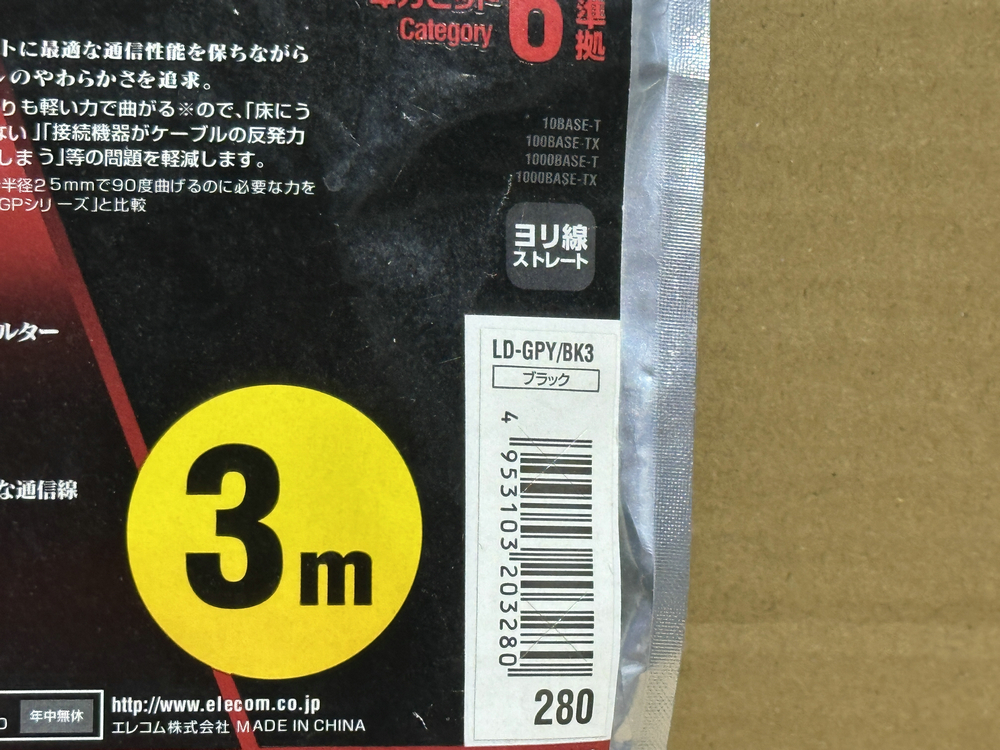 Category 6 準拠
トに最適な通信性能を保ちながら
のやわらかさを追求。
りも軽い力で曲がる※ので、「床にう
ない」「接続機器がケーブルの反発力
しまう」等の問題を軽減します。
半径25mmで90度曲げるのに必要な力を
GPシリーズ」と比較
10BASE-T
100BASE-TX
1000BASE-T
1000BASE-TX
ヨリ線
ストレート
ルター
LD-GPY/BK3
ブラック
4 953103 203280
280
な通信線
3m
年中無休
http://www.elecom.co.jp
エレコム株式会社 MADE IN CHINA